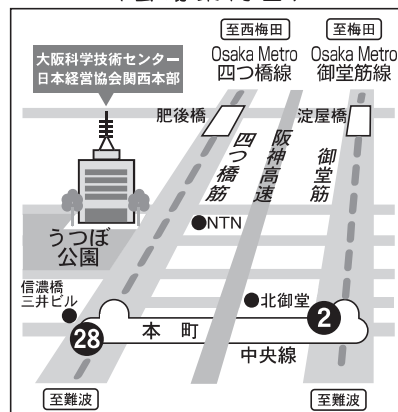 至西梅田
至梅田
Osaka Metro
四つ橋線
Osaka Metro
御堂筋線
大阪科学技術センター
日本経営協会関西本部
肥後橋
淀屋橋
四つ橋筋
阪神高速
御堂筋
うつぼ
公園
NTN
信濃橋
三井ビル
北御堂
28
本町
2
中央線
至難波
至難波